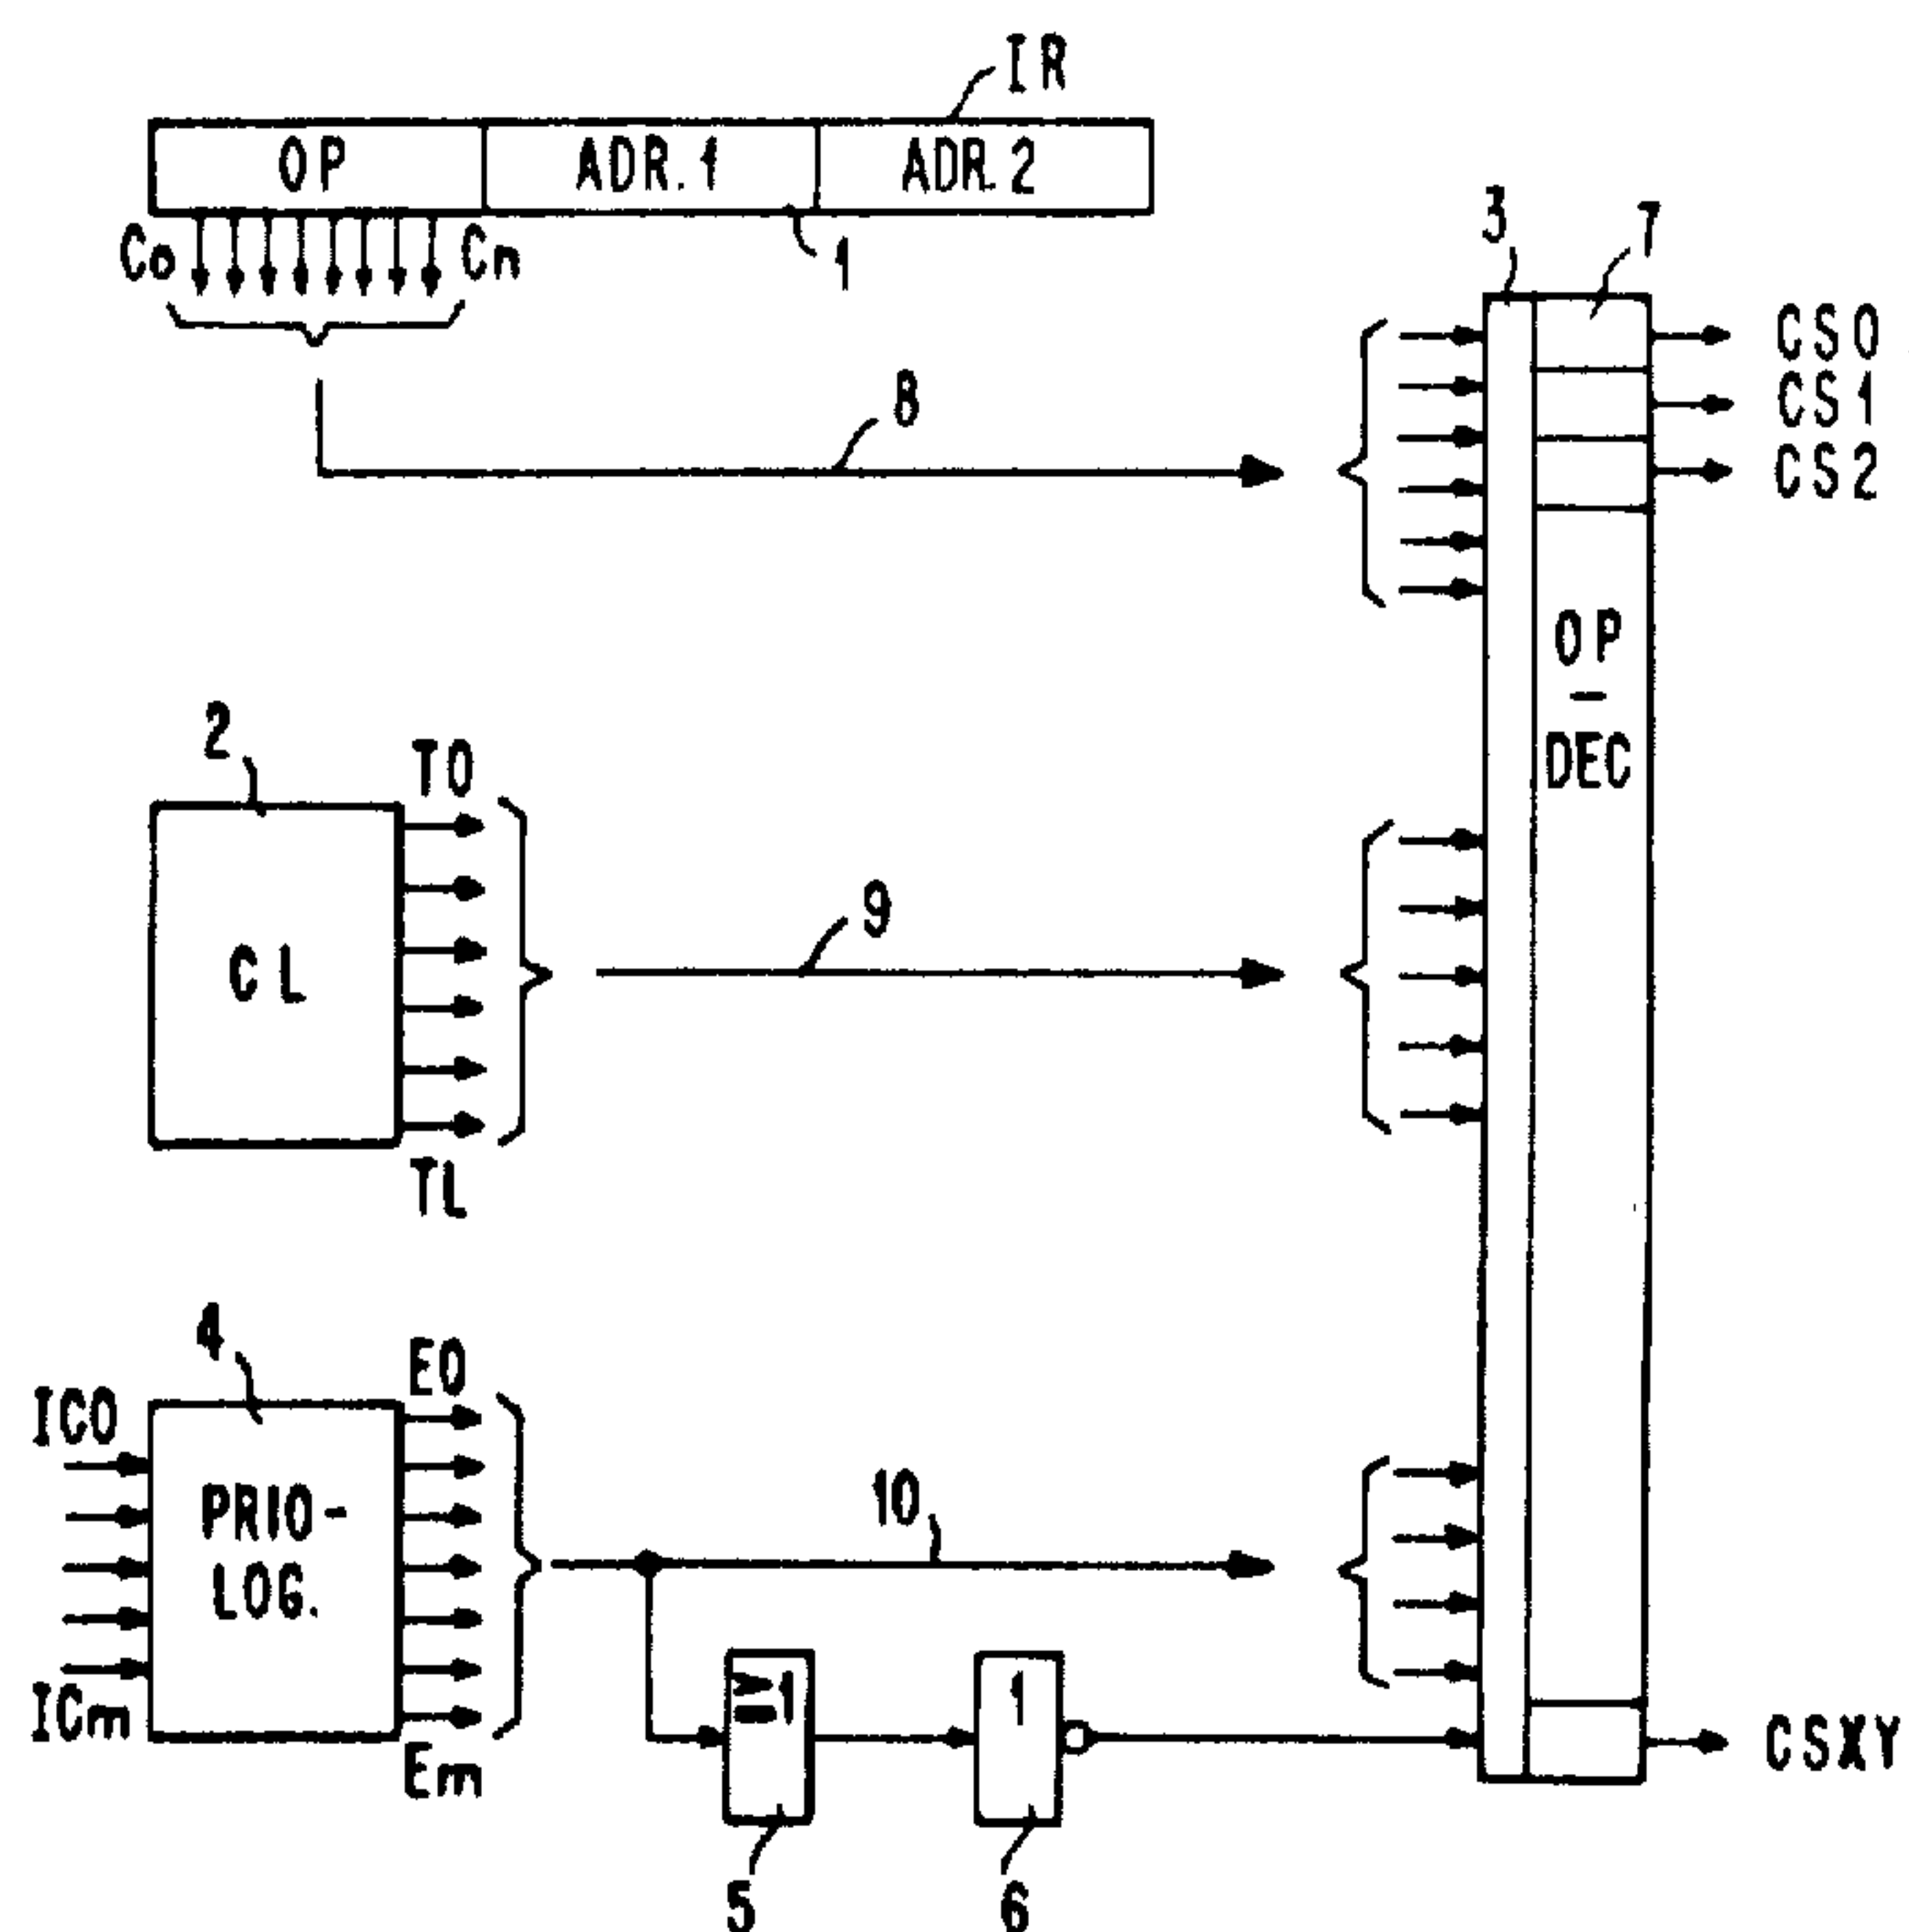 IR
OP ADR.1 ADR.2
Co Cn
1
3 7
8
CS0
CS1
CS2
OP
-
DEC
2 T0
9
CL
TL
4 E0
IC0
10
PRIO-
LOG.
≥1 1
ICm
Em
CSXY
5 6